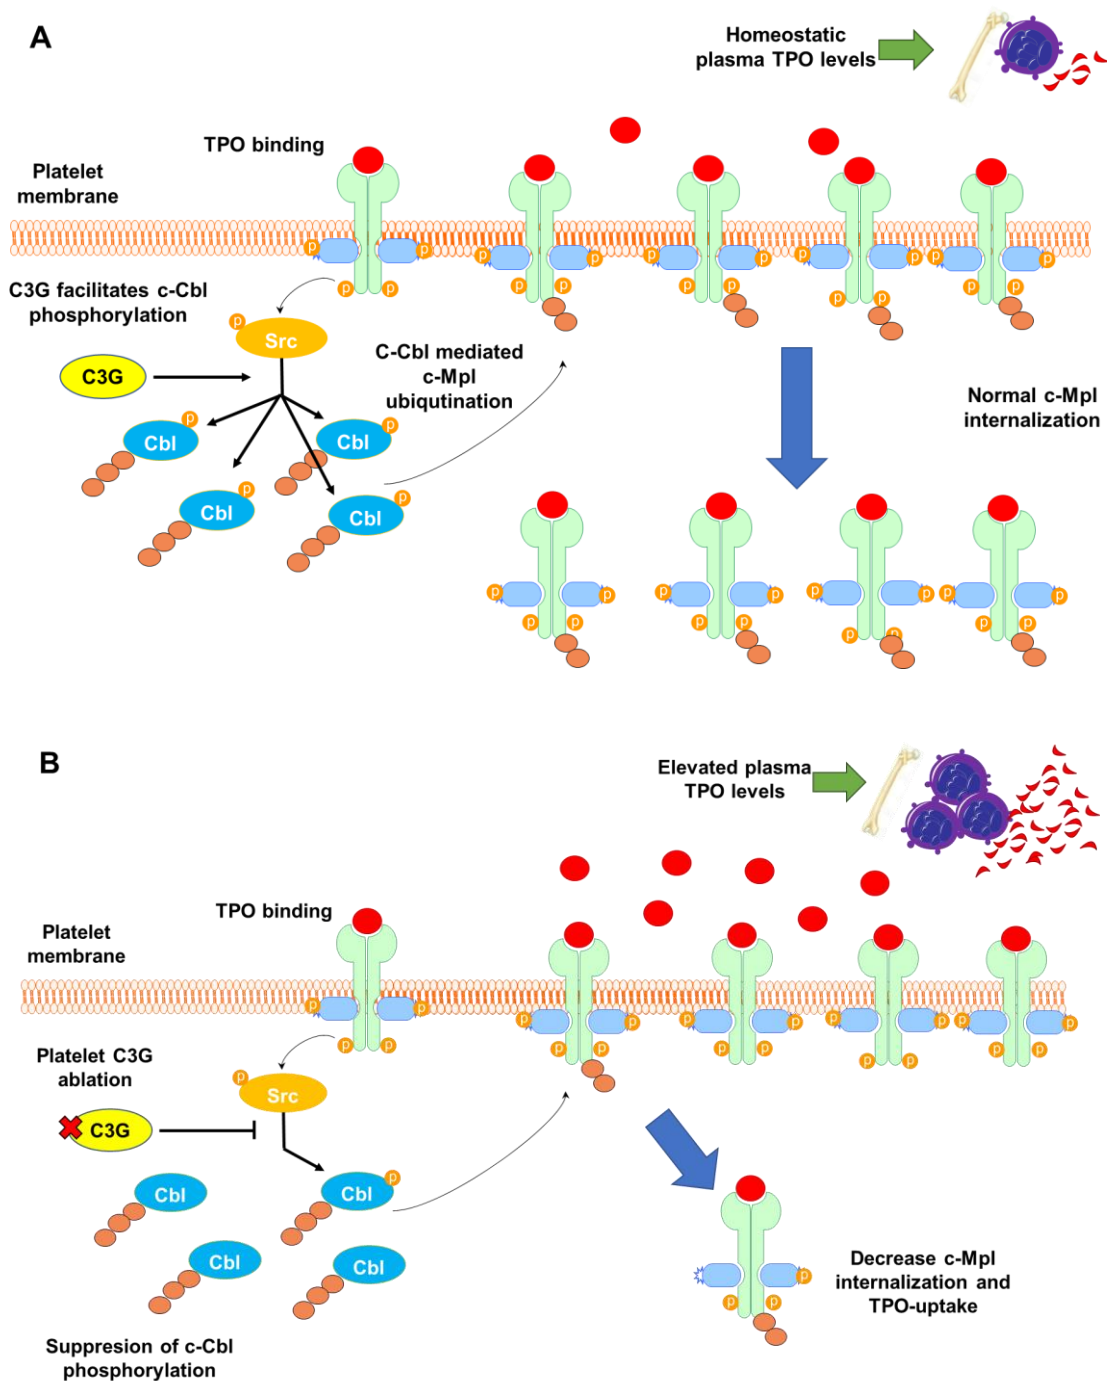 A
Homeostatic
plasma TPO levels
TPO binding
Platelet
membrane
p p p p p p p p p p
C3G facilitates c-Cbl
phosphorylation
p p p p p p p p p p
p
Src
C-Cbl mediated
c-Mpl
ubiqutination
C3G
Normal c-Mpl
internalization
p
Cbl
p
Cbl
p
Cbl
p
Cbl
p p p p p p p p
p p p p p p p p
B
Elevated plasma
TPO levels
TPO binding
Platelet
membrane
p p p p p p p p p p
p p p p p p p p p p
Platelet C3G
ablation
p
Src
C3G
p
Cbl
Cbl
Cbl
Cbl
p
p p
Decrease c-Mpl
internalization and
TPO-uptake
Suppresion of c-Cbl
phosphorylation